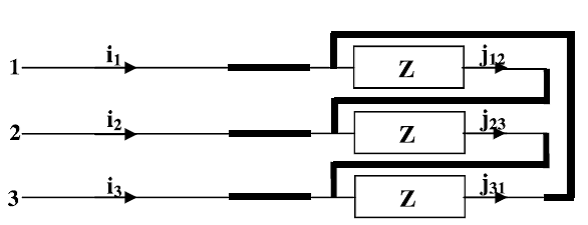 1 i₁ Z j₁₂
2 i₂ Z j₂₃
3 i₃ Z j₃₁